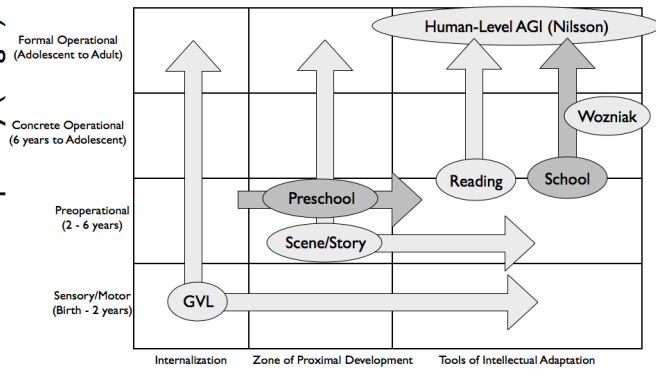 Formal Operational
(Adolescent to Adult)
Human-Level AGI (Nilsson)
Concrete Operational
(6 years to Adolescent)
Wozniak
Reading
School
Preschool
Preoperational
(2 - 6 years)
Scene/Story
Sensory/Motor
(Birth - 2 years)
GVL
Internalization
Zone of Proximal Development
Tools of Intellectual Adaptation